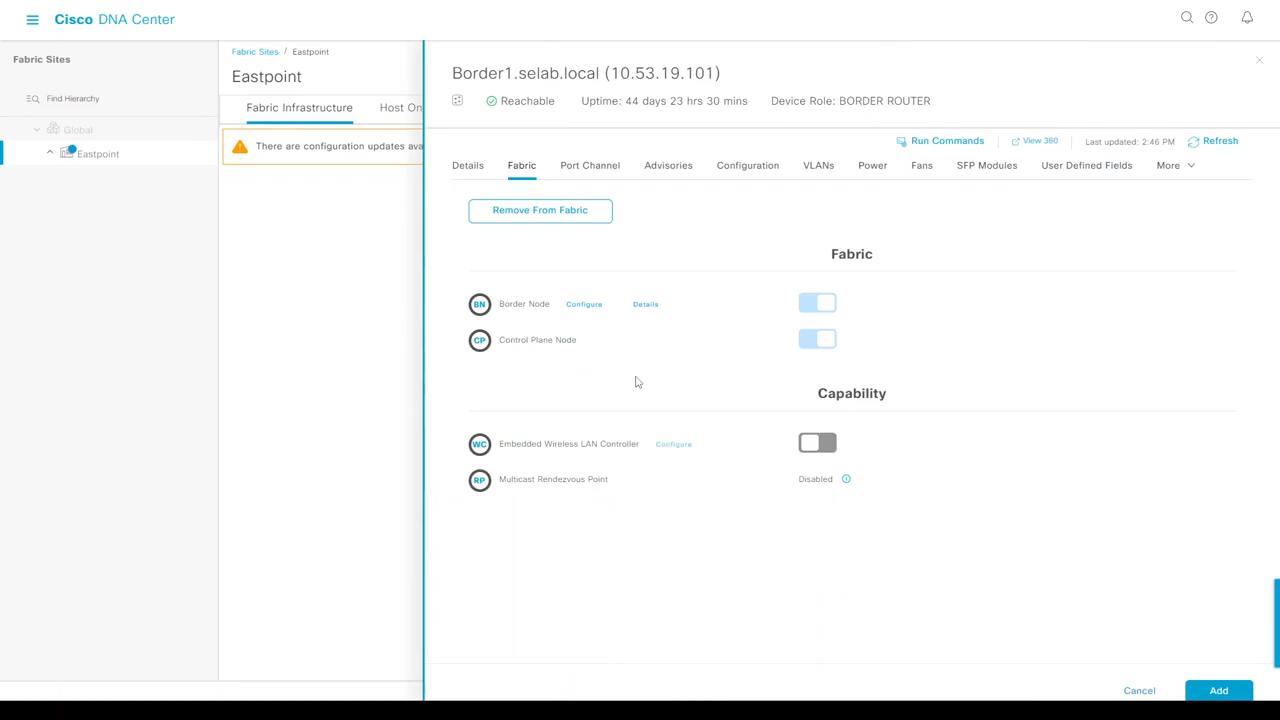 Cisco DNA Center
Fabric Sites
Find Hierarchy
Global
Eastpoint
Fabric Sites / Eastpoint
Eastpoint
Fabric Infrastructure Host On
There are configuration updates ava
Border1.selab.local (10.53.19.101)
Reachable Uptime: 44 days 23 hrs 30 mins Device Role: BORDER ROUTER
Run Commands View 360 Last updated: 2:46 PM Refresh
Details Fabric Port Channel Advisories Configuration VLANs Power Fans SFP Modules User Defined Fields More
Remove From Fabric
Fabric
BN Border Node Configure Details
CP Control Plane Node
Capability
WC Embedded Wireless LAN Controller Configure
RP Multicast Rendezvous Point Disabled
Cancel Add